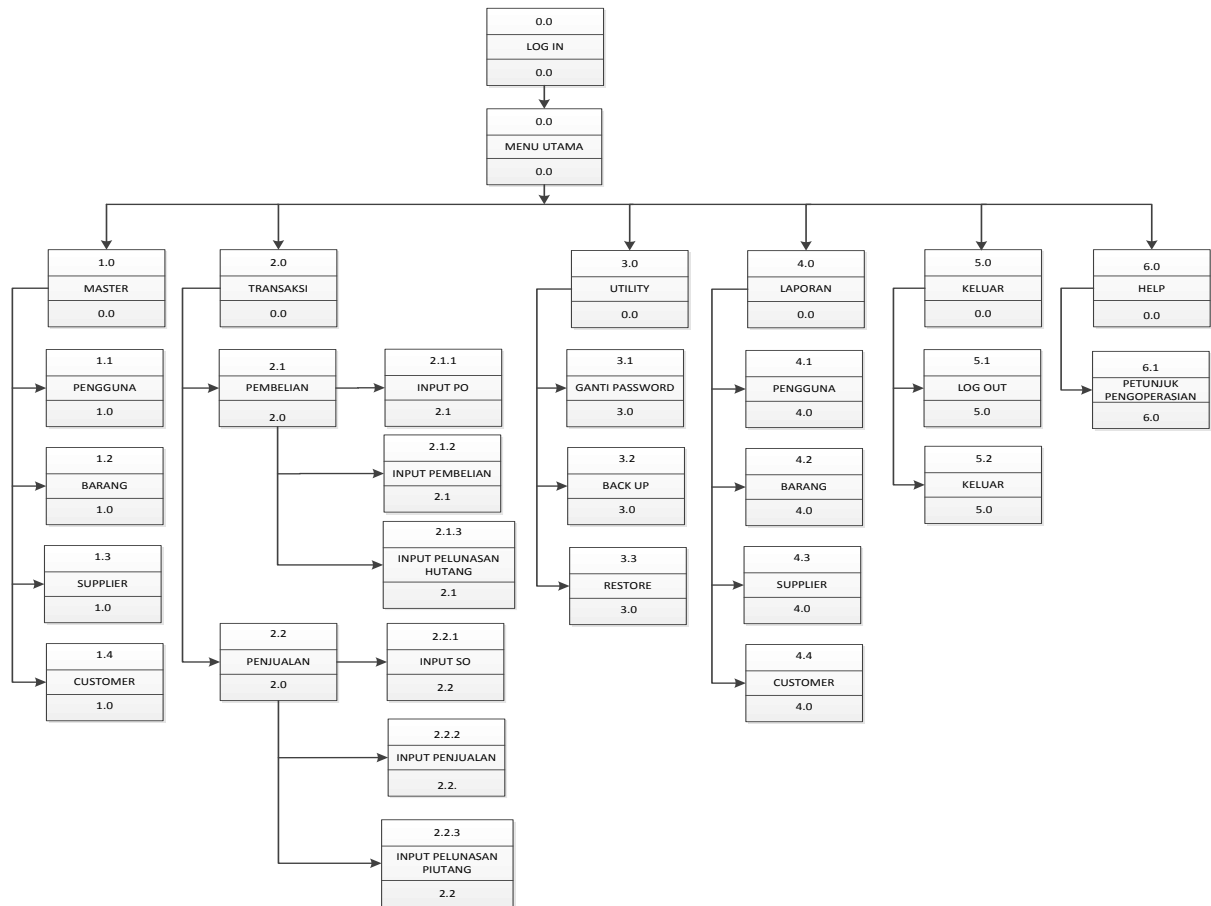 0.0
LOG IN
0.0
0.0
MENU UTAMA
0.0
1.0
MASTER
0.0
2.0
TRANSAKSI
0.0
3.0
UTILITY
0.0
4.0
LAPORAN
0.0
5.0
KELUAR
0.0
6.0
HELP
0.0
1.1
PENGGUNA
1.0
1.2
BARANG
1.0
1.3
SUPPLIER
1.0
1.4
CUSTOMER
1.0
2.1
PEMBELIAN
2.0
2.1.1
INPUT PO
2.1
2.1.2
INPUT PEMBELIAN
2.1
2.1.3
INPUT PELUNASAN
HUTANG
2.1
2.2
PENJUALAN
2.0
2.2.1
INPUT SO
2.2
2.2.2
INPUT PENJUALAN
2.2.
2.2.3
INPUT PELUNASAN
PIUTANG
2.2
3.1
GANTI PASSWORD
3.0
3.2
BACK UP
3.0
3.3
RESTORE
3.0
4.1
PENGGUNA
4.0
4.2
BARANG
4.0
4.3
SUPPLIER
4.0
4.4
CUSTOMER
4.0
5.1
LOG OUT
5.0
5.2
KELUAR
5.0
6.1
PETUNJUK
PENGOPERASIAN
6.0